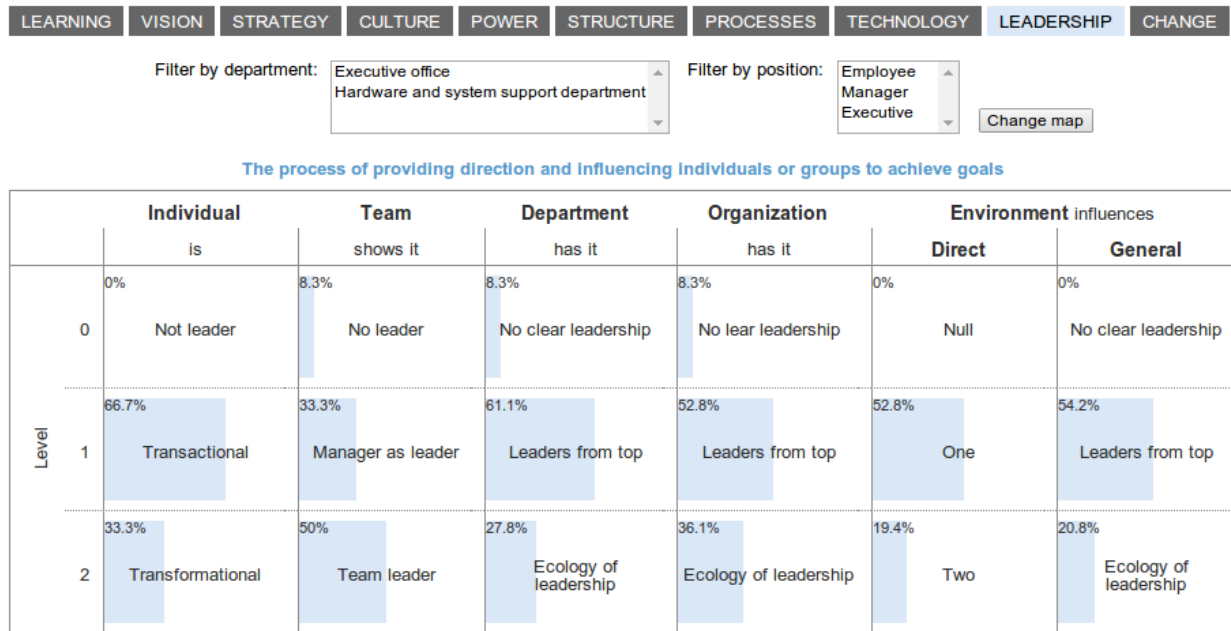 LEARNING VISION STRATEGY CULTURE POWER STRUCTURE PROCESSES TECHNOLOGY LEADERSHIP CHANGE
Filter by department: Executive office Filter by position: Employee
Hardware and system support department Manager
Executive
Change map
The process of providing direction and influencing individuals or groups to achieve goals
Individual Team Department Organization Environment influences
is shows it has it has it Direct General
0% 8.3% 8.3% 8.3% 0% 0%
0 Not leader No leader No clear leadership No lear leadership Null No clear leadership
66.7% 33.3% 61.1% 52.8% 52.8% 54.2%
Level 1 Transactional Manager as leader Leaders from top Leaders from top One Leaders from top
33.3% 50% 27.8% 36.1% 19.4% 20.8%
2 Transformational Team leader Ecology of leadership Ecology of leadership Two Ecology of leadership